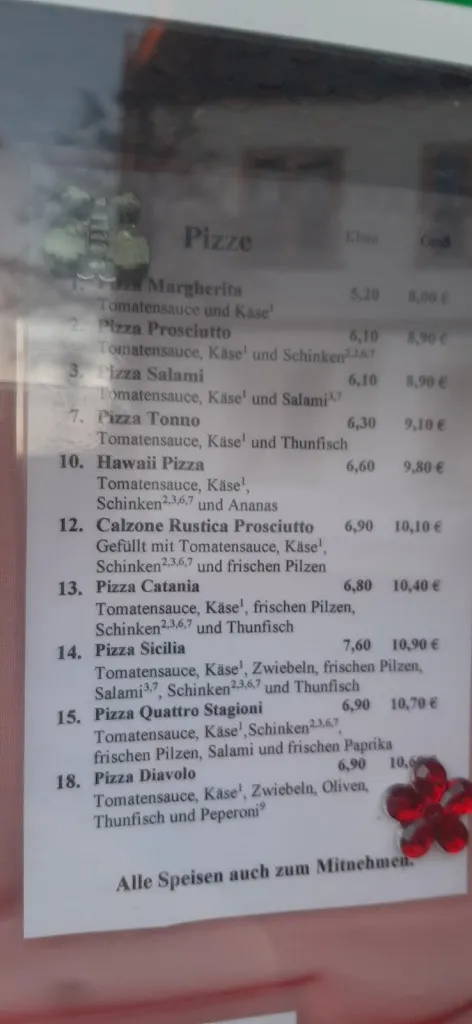 Pizze Klein Groß
1. Pizza Margherita 5,20 8,00 €
Tomatensauce und Käse¹
2. Pizza Prosciutto 6,10 8,90 €
Tomatensauce, Käse¹ und Schinken²,³,⁶,⁷
3. Pizza Salami 6,10 8,90 €
Tomatensauce, Käse¹ und Salami³,⁷
7. Pizza Tonno 6,30 9,10 €
Tomatensauce, Käse¹ und Thunfisch
10. Hawaii Pizza 6,60 9,80 €
Tomatensauce, Käse¹,
Schinken²,³,⁶,⁷ und Ananas
12. Calzone Rustica Prosciutto 6,90 10,10 €
Gefüllt mit Tomatensauce, Käse¹,
Schinken²,³,⁶,⁷ und frischen Pilzen
13. Pizza Catania 6,80 10,40 €
Tomatensauce, Käse¹, frischen Pilzen,
Schinken²,³,⁶,⁷ und Thunfisch
14. Pizza Sicilia 7,60 10,90 €
Tomatensauce, Käse¹, Zwiebeln, frischen Pilzen,
Salami³,⁷, Schinken²,³,⁶,⁷ und Thunfisch
15. Pizza Quattro Stagioni 6,90 10,70 €
Tomatensauce, Käse¹,Schinken²,³,⁶,⁷,
frischen Pilzen, Salami und frischen Paprika
18. Pizza Diavolo 6,90
Tomatensauce, Käse¹, Zwiebeln, Oliven,
Thunfisch und Peperoni⁹
Alle Speisen auch zum Mitnehmen.